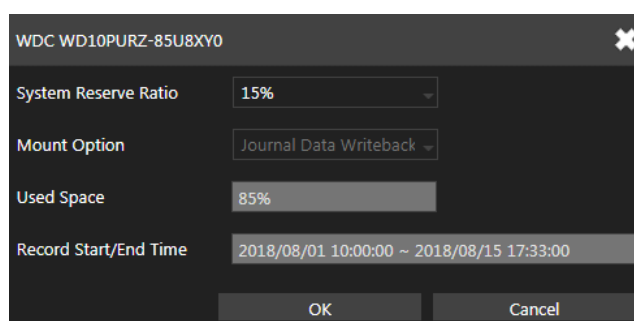 WDC WD10PURZ-85U8XY0
System Reserve Ratio 15%
Mount Option Journal Data Writeback
Used Space 85%
Record Start/End Time 2018/08/01 10:00:00 ~ 2018/08/15 17:33:00
OK Cancel